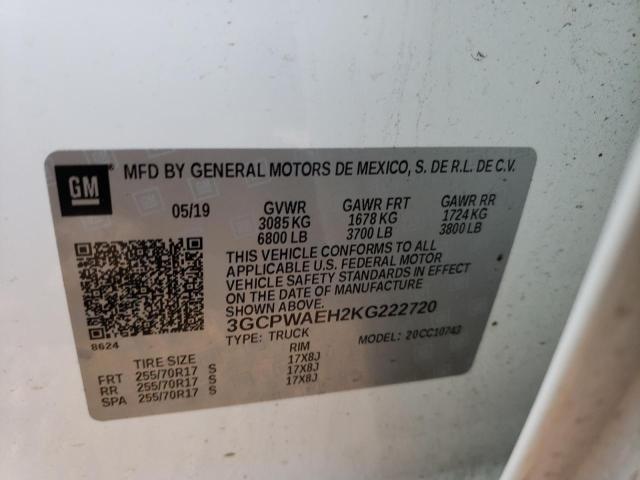 GM
MFD BY GENERAL MOTORS DE MEXICO, S. DE R.L. DE C.V.
05/19 GVWR GAWR FRT GAWR RR
3085 KG 1678 KG 1724 KG
6800 LB 3700 LB 3800 LB
THIS VEHICLE CONFORMS TO ALL
APPLICABLE U.S. FEDERAL MOTOR
VEHICLE SAFETY STANDARDS IN EFFECT
ON THE DATE OF MANUFACTURE
SHOWN ABOVE.
3GCPWAEH2KG222720
8624 TYPE: TRUCK MODEL: 20CC10743
TIRE SIZE RIM
FRT 255/70R17 S 17X8J
RR 255/70R17 S 17X8J
SPA 255/70R17 S 17X8J